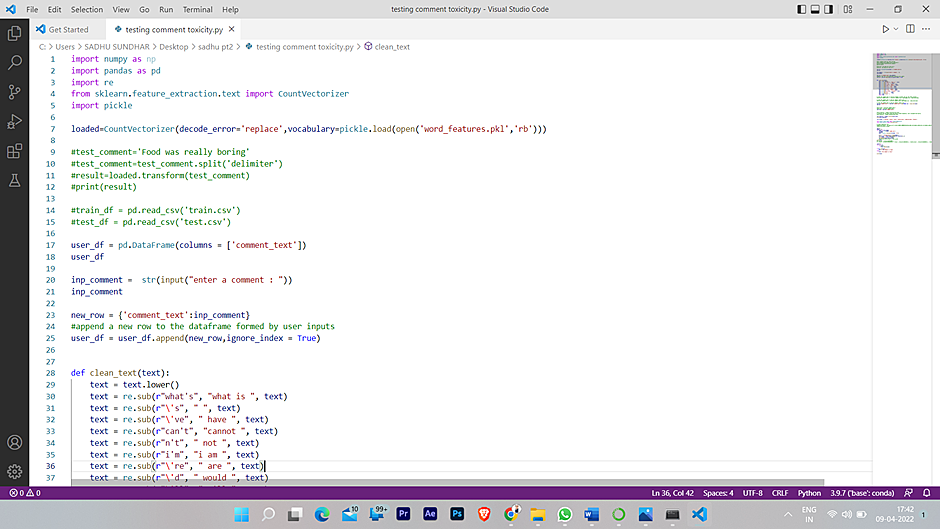 File Edit Selection View Go Run Terminal Help testing comment toxicity.py - Visual Studio Code
Get Started testing comment toxicity.py
C: > Users > SADHU SUNDHAR > Desktop > sadhu pt2 > testing comment toxicity.py > clean_text
1 import numpy as np
2 import pandas as pd
3 import re
4 from sklearn.feature_extraction.text import CountVectorizer
5 import pickle
6
7 loaded=CountVectorizer(decode_error='replace',vocabulary=pickle.load(open('word_features.pkl','rb')))
8
9 #test_comment='Food was really boring'
10 #test_comment=test_comment.split('delimiter')
11 #result=loaded.transform(test_comment)
12 #print(result)
13
14 #train_df = pd.read_csv('train.csv')
15 #test_df = pd.read_csv('test.csv')
16
17 user_df = pd.DataFrame(columns = ['comment_text'])
18 user_df
19
20 inp_comment =  str(input("enter a comment : "))
21 inp_comment
22
23 new_row = {'comment_text':inp_comment}
24 #append a new row to the dataframe formed by user inputs
25 user_df = user_df.append(new_row,ignore_index = True)
26
27
28 def clean_text(text):
29     text = text.lower()
30     text = re.sub(r"what's", "what is ", text)
31     text = re.sub(r"\'s", " ", text)
32     text = re.sub(r"\'ve", " have ", text)
33     text = re.sub(r"can't", "cannot ", text)
34     text = re.sub(r"n't", " not ", text)
35     text = re.sub(r"i'm", "i am ", text)
36     text = re.sub(r"\'re", " are ", text)
37     text = re.sub(r"\'d", " would ", text)
0 0 Ln 36, Col 42 Spaces: 4 UTF-8 CRLF Python 3.9.7 ('base': conda)
10 99+ Pr Ae Ps ENG IN 17:42 09-04-2022 1